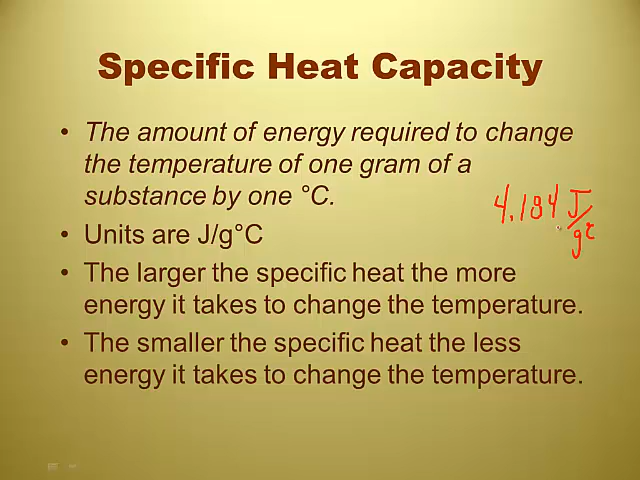 Specific Heat Capacity
• The amount of energy required to change
the temperature of one gram of a
substance by one °C.
4.184 J/g°C
• Units are J/g°C
• The larger the specific heat the more
energy it takes to change the temperature.
• The smaller the specific heat the less
energy it takes to change the temperature.